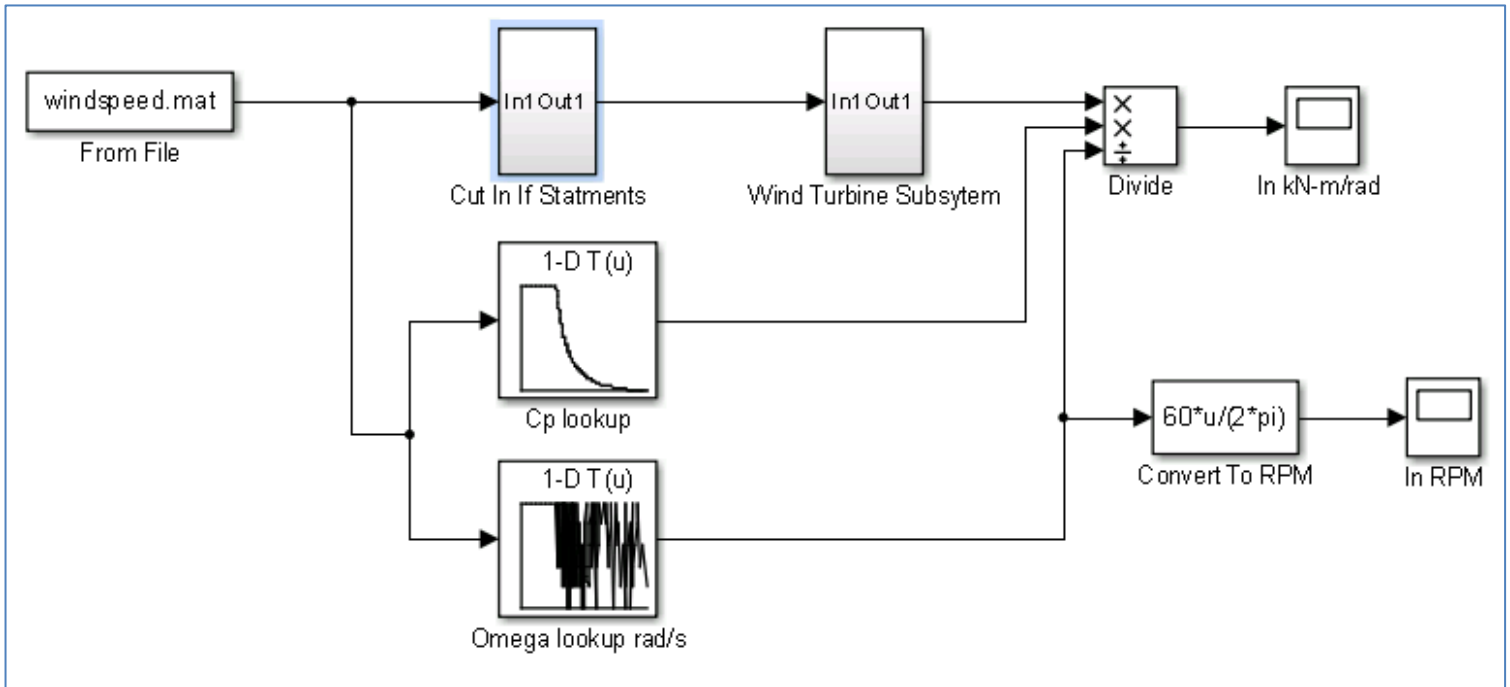 windspeed.mat
From File
In1 Out1
Cut In If Statments
In1 Out1
Wind Turbine Subsytem
×
×
÷
Divide
In kN-m/rad
1-D T(u)
Cp lookup
1-D T(u)
Omega lookup rad/s
60*u/(2*pi)
Convert To RPM
In RPM